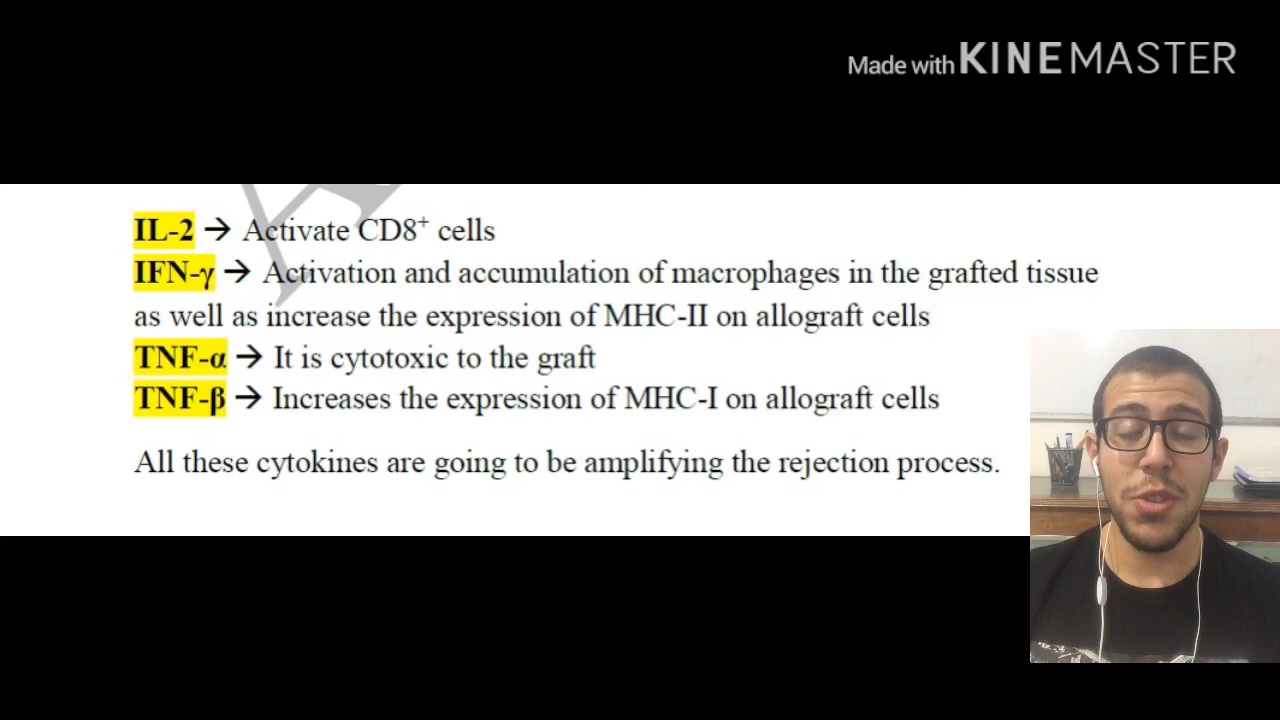 Made with KINEMASTER
IL-2 → Activate CD8⁺ cells
IFN-γ → Activation and accumulation of macrophages in the grafted tissue
as well as increase the expression of MHC-II on allograft cells
TNF-α → It is cytotoxic to the graft
TNF-β → Increases the expression of MHC-I on allograft cells
All these cytokines are going to be amplifying the rejection process.